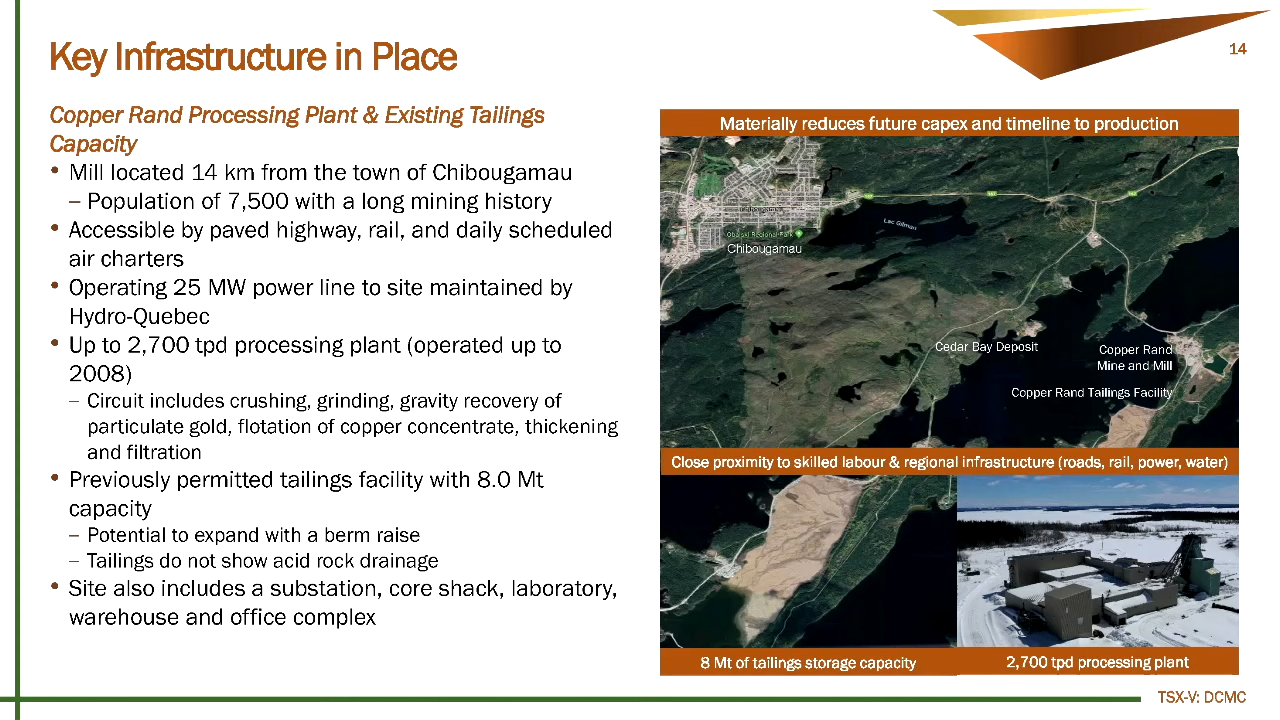 Key Infrastructure in Place
14
Copper Rand Processing Plant & Existing Tailings
Capacity
• Mill located 14 km from the town of Chibougamau
– Population of 7,500 with a long mining history
• Accessible by paved highway, rail, and daily scheduled
air charters
• Operating 25 MW power line to site maintained by
Hydro-Quebec
• Up to 2,700 tpd processing plant (operated up to
2008)
– Circuit includes crushing, grinding, gravity recovery of
particulate gold, flotation of copper concentrate, thickening
and filtration
• Previously permitted tailings facility with 8.0 Mt
capacity
– Potential to expand with a berm raise
– Tailings do not show acid rock drainage
• Site also includes a substation, core shack, laboratory,
warehouse and office complex
Materially reduces future capex and timeline to production
Lac Gilman
Obalski Regional Park
Chibougamau
Cedar Bay Deposit
Copper Rand
Mine and Mill
Copper Rand Tailings Facility
Close proximity to skilled labour & regional infrastructure (roads, rail, power, water)
8 Mt of tailings storage capacity
2,700 tpd processing plant
TSX-V: DCMC